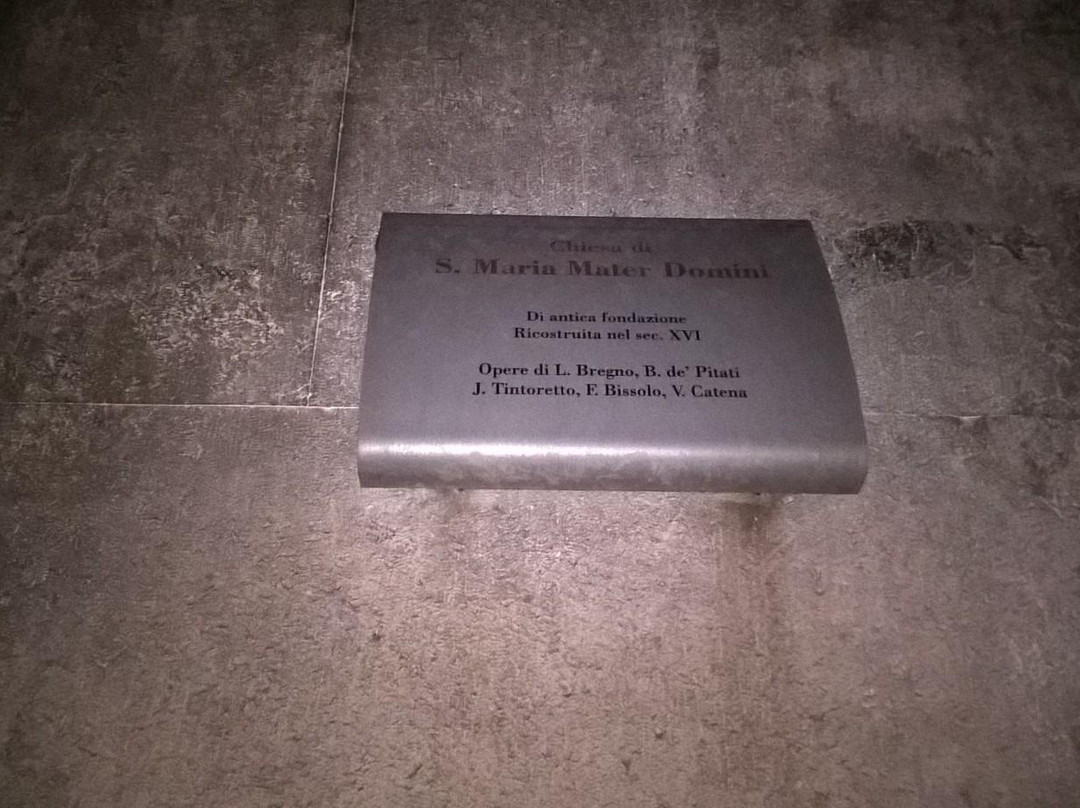 Chiesa di
S. Maria Mater Domini
Di antica fondazione
Ricostruita nel sec. XVI
Opere di L. Bregno, B. de' Pitati
J. Tintoretto, F. Bissolo, V. Catena